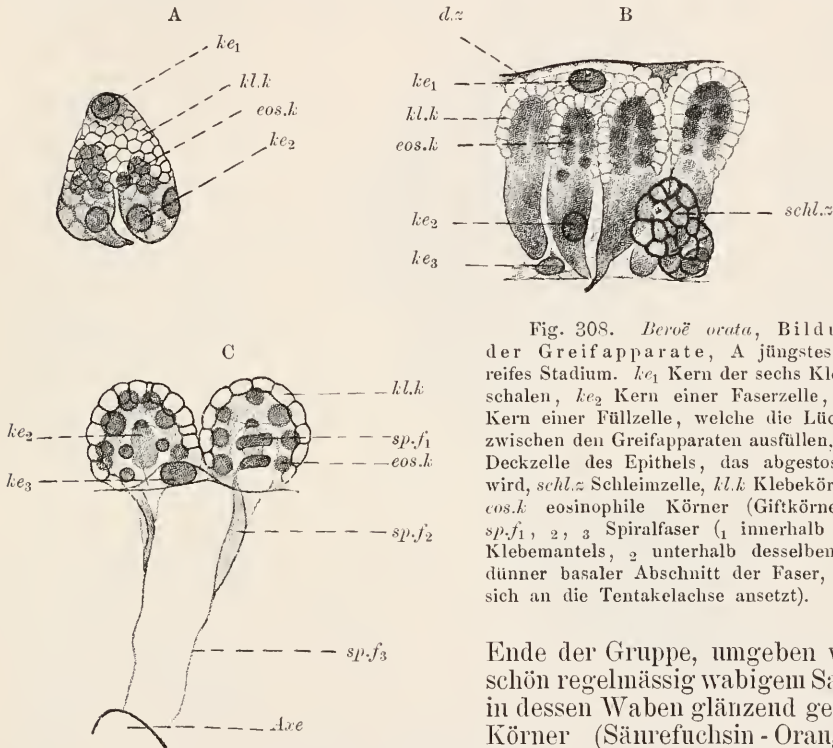 A
ke1
kl.k
eos.k
ke2
B
d.z
ke1
kl.k
eos.k
ke2
ke3
schl.z
C
kl.k
ke2
sp.f1
eos.k
ke3
sp.f2
sp.f3
Axe
Fig. 308. Beroë orata, Bildu
der Greifapparate, A jüngstes
reifes Stadium. ke1 Kern der sechs Kle
schalen, ke2 Kern einer Faserzelle,
Kern einer Füllzelle, welche die Lüc
zwischen den Greifapparaten ausfüllen,
Deckzelle des Epithels, das abgestos
wird, schl.z Schleimzelle, kl.k Klebekör
eos.k eosinophile Körner (Giftkörne
sp.f1, 2, 3 Spiralfaser (1 innerhalb
Klebemantels, 2 unterhalb desselben
dünner basaler Abschnitt der Faser,
sich an die Tentakelachse ansetzt).
Ende der Gruppe, umgeben v
schön regelmässig wabigem Sa
in dessen Waben glänzend ge
Körner (Sänrefuchsin - Oran